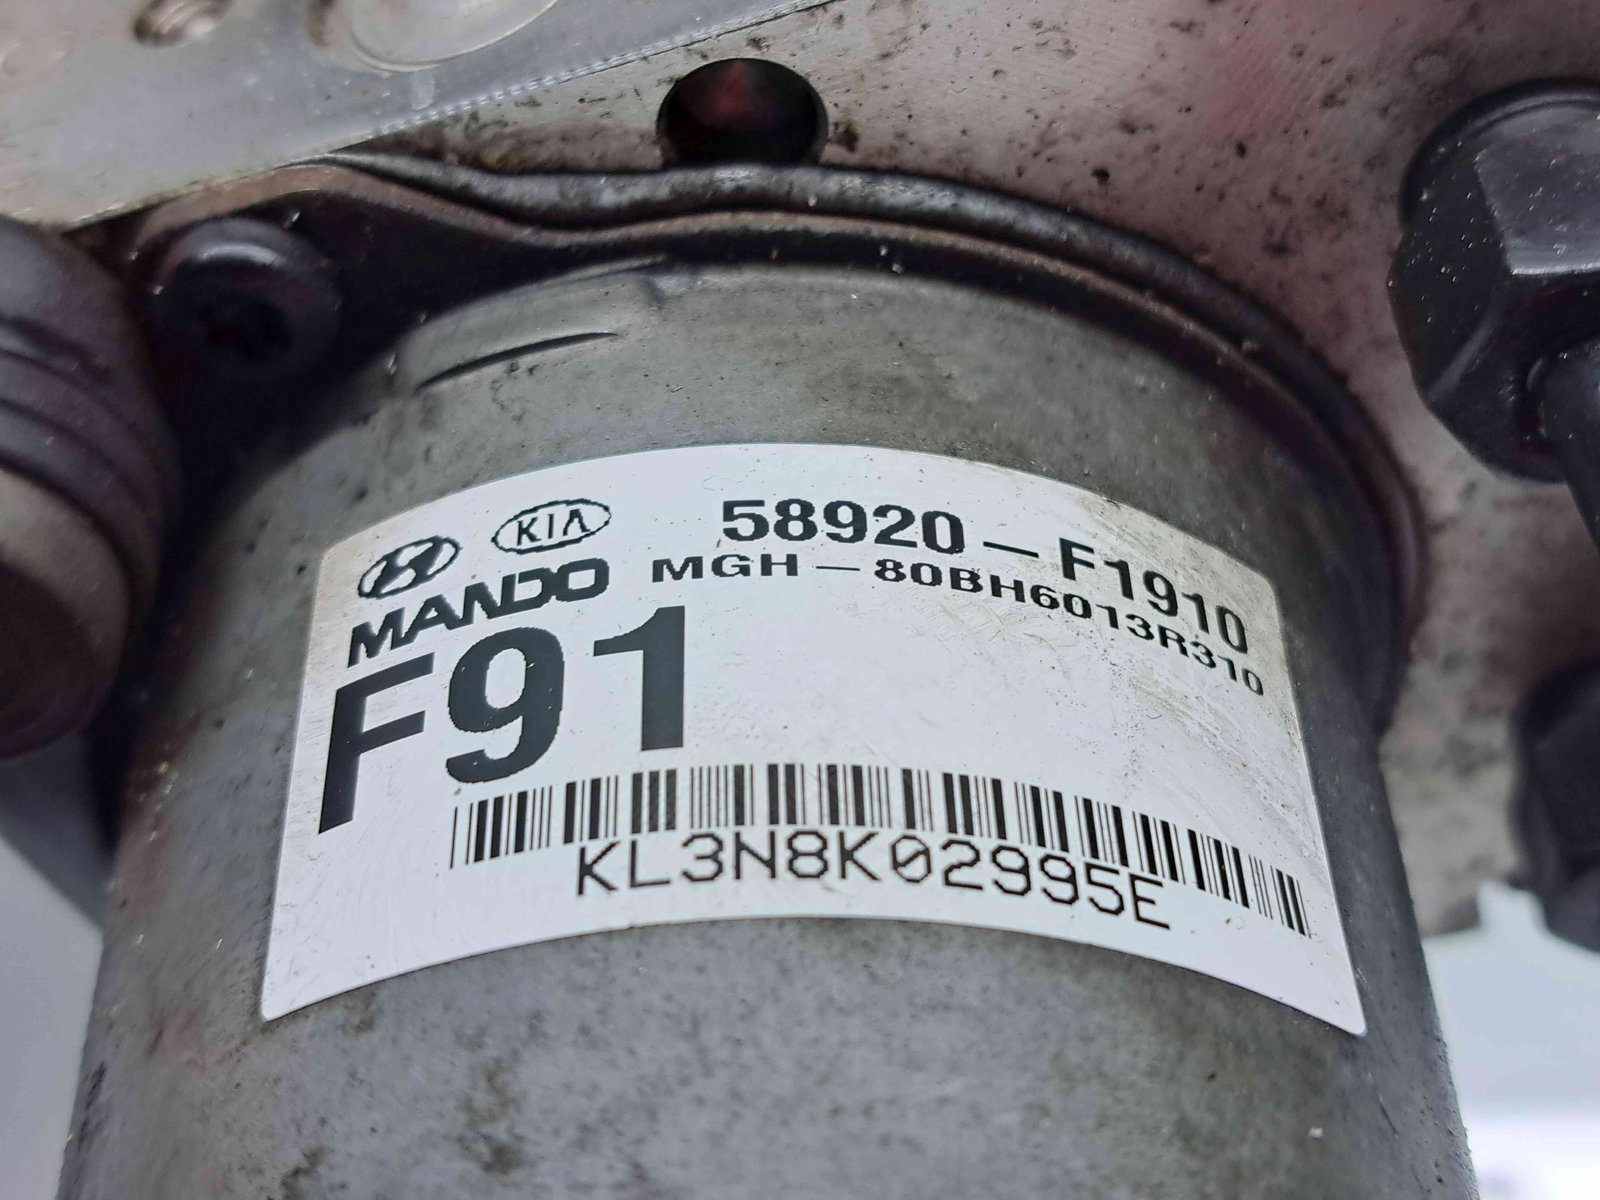 KIA 58920-F1910
MANDO MGH-80BH6013R310
F91
KL3N8K02995E